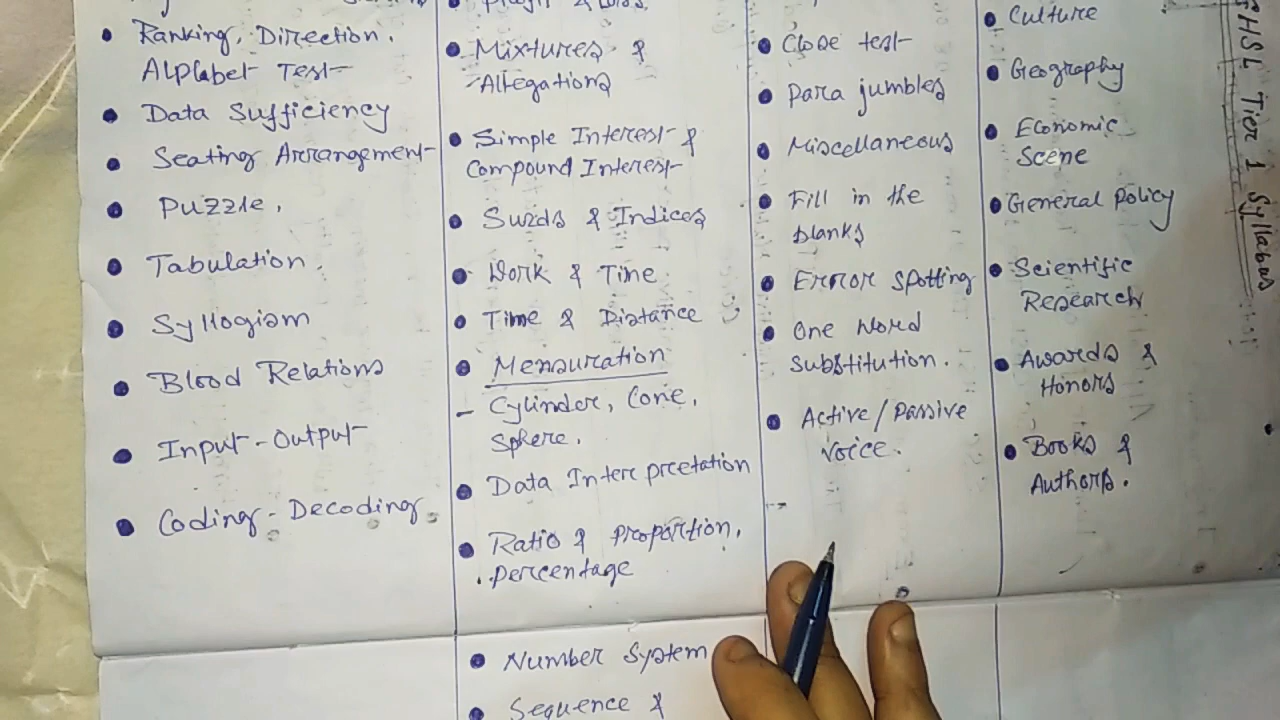 Ranking, Direction.
Alphabet Test
Data Sufficiency
Seating Arrangement
Puzzle,
Tabulation.
Syllogism
Blood Relations
Input-Output
Coding-Decoding
Mixtures &
Allegations
Simple Interest &
Compound Interest
Surds & Indices
Work & Time
Time & Distance
Mensuration
- Cylinder, Cone,
Sphere.
Data Interpretation
Ratio & Proportion,
Percentage
Number System
Sequence &
Close test
Para jumbles
Miscellaneous
Fill in the
blanks
Error Spotting
One Word
Substitution.
Active/Passive
Voice.
Culture
Geography
Economic
Scene
General Policy
Scientific
Research
Awards &
Honors
Books &
Authors.
CHSL Tier 1 Syllabus